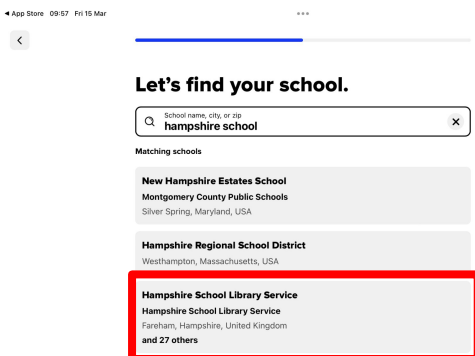 ◀ App Store 09:57 Fri 15 Mar
Let's find your school.
School name, city, or zip
hampshire school
Matching schools
New Hampshire Estates School
Montgomery County Public Schools
Silver Spring, Maryland, USA
Hampshire Regional School District
Westhampton, Massachusetts, USA
Hampshire School Library Service
Hampshire School Library Service
Fareham, Hampshire, United Kingdom
and 27 others